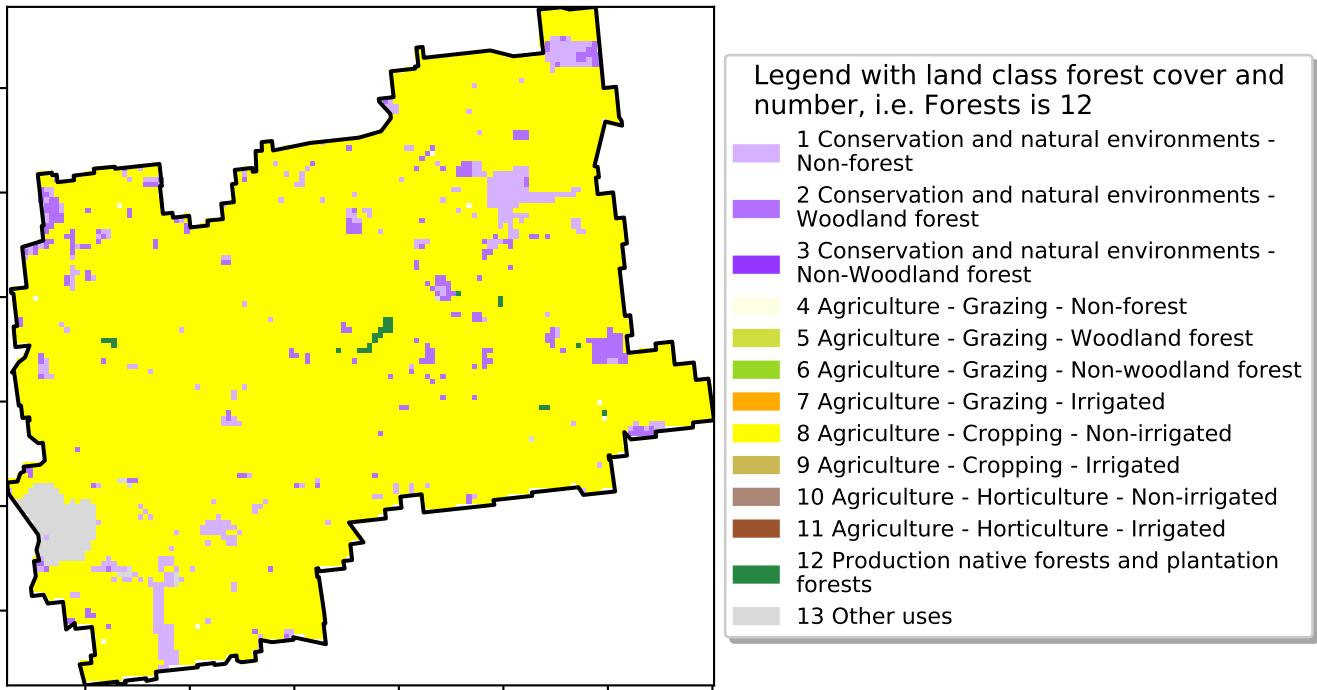 Legend with land class forest cover and
number, i.e. Forests is 12
1 Conservation and natural environments -
Non-forest
2 Conservation and natural environments -
Woodland forest
3 Conservation and natural environments -
Non-Woodland forest
4 Agriculture - Grazing - Non-forest
5 Agriculture - Grazing - Woodland forest
6 Agriculture - Grazing - Non-woodland forest
7 Agriculture - Grazing - Irrigated
8 Agriculture - Cropping - Non-irrigated
9 Agriculture - Cropping - Irrigated
10 Agriculture - Horticulture - Non-irrigated
11 Agriculture - Horticulture - Irrigated
12 Production native forests and plantation
forests
13 Other uses